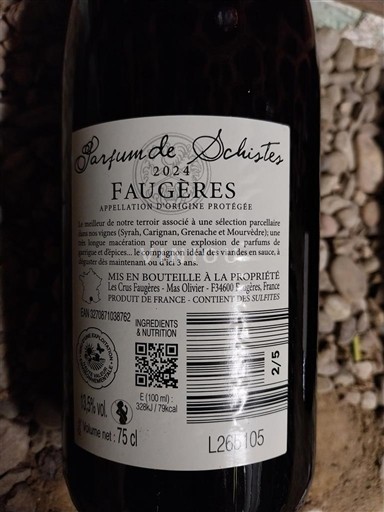 Parfum de Schistes
2024
FAUGÈRES
APPELLATION D'ORIGINE PROTÉGÉE
Le meilleur de notre terroir associé à une sélection parcellaire
dans nos vignes (Syrah, Carignan, Grenache et Mourvèdre); une
très longue macération pour une explosion de parfums de
garrigue et d'épices... le compagnon idéal des viandes en sauce, à
déguster dès maintenant ou d'ici 3 ans.
MIS EN BOUTEILLE À LA PROPRIÉTÉ
Les Crus Faugères - Mas Olivier - F34600 Faugères, France
PRODUIT DE FRANCE - CONTIENT DES SULFITES
EAN 3270871038762
INGREDIENTS
& NUTRITION
E (100 ml) :
328kJ / 79kcal
13,5% vol.
Volume net : 75 cl
2/5
L265105